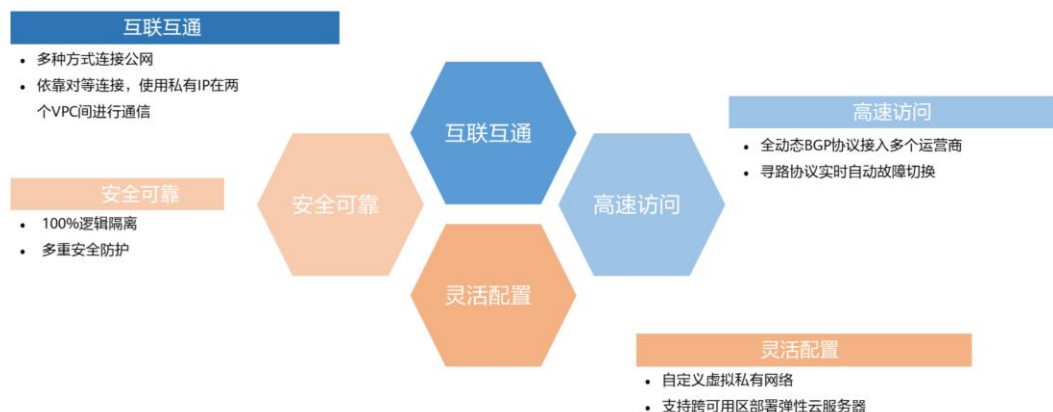 互联互通
• 多种方式连接公网
• 依靠对等连接，使用私有IP在两
个VPC间进行通信
安全可靠
• 100%逻辑隔离
• 多重安全防护
互联互通
安全可靠
高速访问
灵活配置
高速访问
• 全动态BGP协议接入多个运营商
• 寻路协议实时自动故障切换
灵活配置
• 自定义虚拟私有网络
• 支持跨可用区部署弹性云服务器